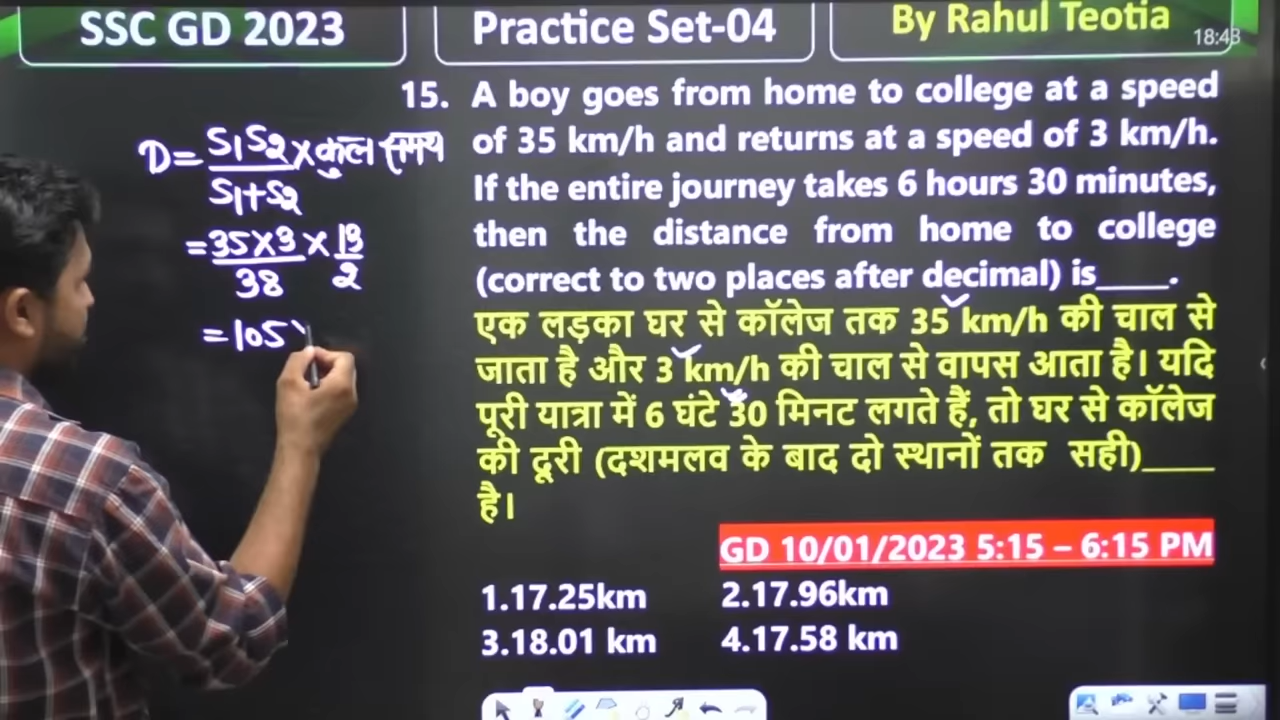 SSC GD 2023
Practice Set-04
By Rahul Teotia
18:43
15. A boy goes from home to college at a speed
of 35 km/h and returns at a speed of 3 km/h.
If the entire journey takes 6 hours 30 minutes,
then the distance from home to college
(correct to two places after decimal) is____.
एक लड़का घर से कॉलेज तक 35 km/h की चाल से
जाता है और 3 km/h की चाल से वापस आता है। यदि
पूरी यात्रा में 6 घंटे 30 मिनट लगते हैं, तो घर से कॉलेज
की दूरी (दशमलव के बाद दो स्थानों तक सही)____
है।
GD 10/01/2023 5:15 – 6:15 PM
1.17.25km 2.17.96km
3.18.01 km 4.17.58 km
D = S1S2 × कुल समय
S1+S2
= 35×3 × 13
38 2
= 105